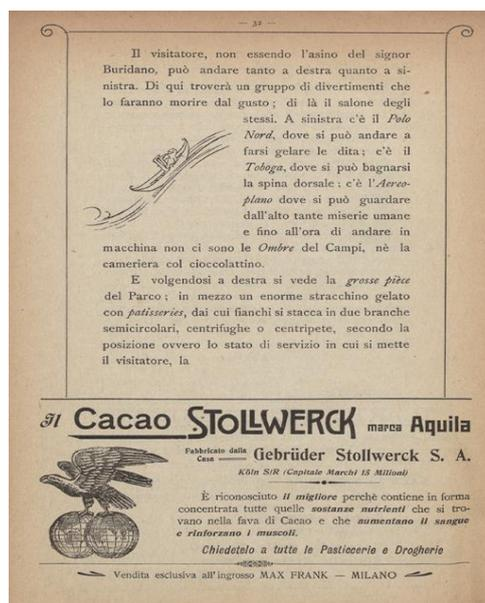 — 32 —
Il visitatore, non essendo l'asino del signor
Buridano, può andare tanto a destra quanto a si-
nistra. Di qui troverà un gruppo di divertimenti che
lo faranno morire dal gusto; di là il salone degli
stessi. A sinistra c'è il Polo
Nord, dove si può andare a
farsi gelare le dita; c'è il
Toboga, dove si può bagnarsi
la spina dorsale; c'è l'Aereo-
plano dove si può guardare
dall'alto tante miserie umane
e fino all'ora di andare in
macchina non ci sono le Ombre del Campi, nè la
cameriera col cioccolattino.
E volgendosi a destra si vede la grosse pièce
del Parco; in mezzo un enorme stracchino gelato
con patisseries, dai cui fianchi si stacca in due branche
semicircolari, centrifughe o centripete, secondo la
posizione ovvero lo stato di servizio in cui si mette
il visitatore, la
Il Cacao STOLLWERCK marca Aquila
Fabbricato dalla Casa Gebrüder Stollwerck S. A.
Köln S/R (Capitale Marchi 15 Milioni)
È riconosciuto il migliore perchè contiene in forma
concentrata tutte quelle sostanze nutrienti che si tro-
vano nella fava di Cacao e che aumentano il sangue
e rinforzano i muscoli.
Chiedetelo a tutte le Pasticcerie e Drogherie
Vendita esclusiva all'ingrosso MAX FRANK — MILANO